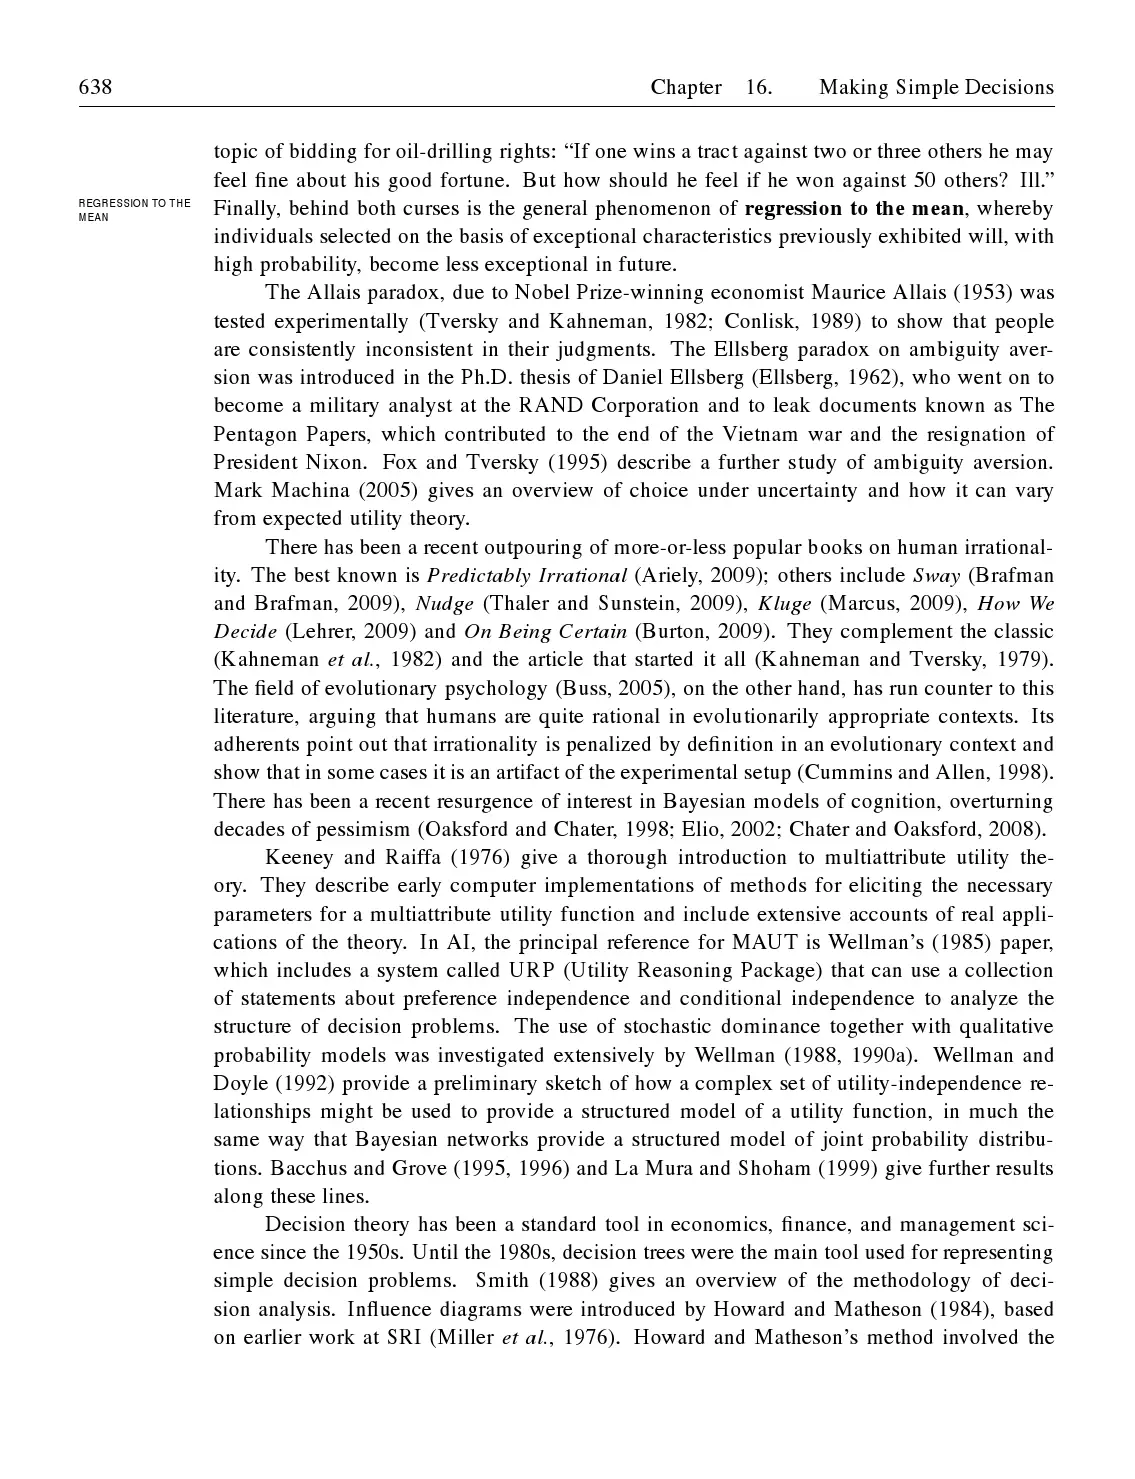 638 Chapter 16. Making Simple Decisions
topic of bidding for oil-drilling rights: “If one wins a tract against two or three others he may
feel fine about his good fortune. But how should he feel if he won against 50 others? Ill.”
REGRESSION TO THE
MEAN
Finally, behind both curses is the general phenomenon of regression to the mean, whereby
individuals selected on the basis of exceptional characteristics previously exhibited will, with
high probability, become less exceptional in future.
The Allais paradox, due to Nobel Prize-winning economist Maurice Allais (1953) was
tested experimentally (Tversky and Kahneman, 1982; Conlisk, 1989) to show that people
are consistently inconsistent in their judgments. The Ellsberg paradox on ambiguity aver-
sion was introduced in the Ph.D. thesis of Daniel Ellsberg (Ellsberg, 1962), who went on to
become a military analyst at the RAND Corporation and to leak documents known as The
Pentagon Papers, which contributed to the end of the Vietnam war and the resignation of
President Nixon. Fox and Tversky (1995) describe a further study of ambiguity aversion.
Mark Machina (2005) gives an overview of choice under uncertainty and how it can vary
from expected utility theory.
There has been a recent outpouring of more-or-less popular books on human irrational-
ity. The best known is Predictably Irrational (Ariely, 2009); others include Sway (Brafman
and Brafman, 2009), Nudge (Thaler and Sunstein, 2009), Kluge (Marcus, 2009), How We
Decide (Lehrer, 2009) and On Being Certain (Burton, 2009). They complement the classic
(Kahneman et al., 1982) and the article that started it all (Kahneman and Tversky, 1979).
The field of evolutionary psychology (Buss, 2005), on the other hand, has run counter to this
literature, arguing that humans are quite rational in evolutionarily appropriate contexts. Its
adherents point out that irrationality is penalized by definition in an evolutionary context and
show that in some cases it is an artifact of the experimental setup (Cummins and Allen, 1998).
There has been a recent resurgence of interest in Bayesian models of cognition, overturning
decades of pessimism (Oaksford and Chater, 1998; Elio, 2002; Chater and Oaksford, 2008).
Keeney and Raiffa (1976) give a thorough introduction to multiattribute utility the-
ory. They describe early computer implementations of methods for eliciting the necessary
parameters for a multiattribute utility function and include extensive accounts of real appli-
cations of the theory. In AI, the principal reference for MAUT is Wellman’s (1985) paper,
which includes a system called URP (Utility Reasoning Package) that can use a collection
of statements about preference independence and conditional independence to analyze the
structure of decision problems. The use of stochastic dominance together with qualitative
probability models was investigated extensively by Wellman (1988, 1990a). Wellman and
Doyle (1992) provide a preliminary sketch of how a complex set of utility-independence re-
lationships might be used to provide a structured model of a utility function, in much the
same way that Bayesian networks provide a structured model of joint probability distribu-
tions. Bacchus and Grove (1995, 1996) and La Mura and Shoham (1999) give further results
along these lines.
Decision theory has been a standard tool in economics, finance, and management sci-
ence since the 1950s. Until the 1980s, decision trees were the main tool used for representing
simple decision problems. Smith (1988) gives an overview of the methodology of deci-
sion analysis. Influence diagrams were introduced by Howard and Matheson (1984), based
on earlier work at SRI (Miller et al., 1976). Howard and Matheson’s method involved the